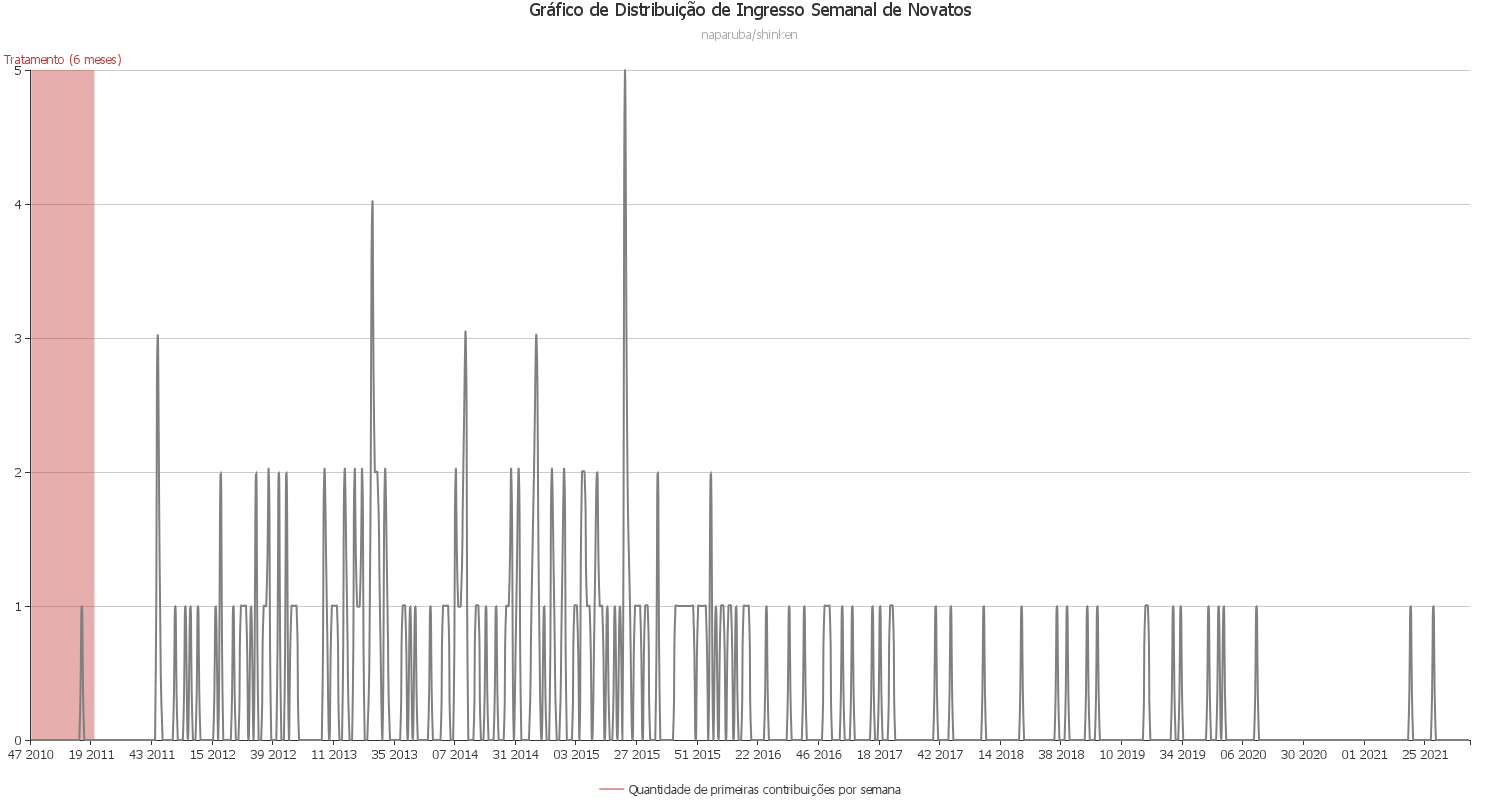 Gráfico de Distribuição de Ingresso Semanal de Novatos
naparuba/shinken
Tratamento (6 meses)
5
4
3
2
1
0
47 2010 19 2011 43 2011 15 2012 39 2012 11 2013 35 2013 07 2014 31 2014 03 2015 27 2015 51 2015 22 2016 46 2016 18 2017 42 2017 14 2018 38 2018 10 2019 34 2019 06 2020 30 2020 01 2021 25 2021
Quantidade de primeiras contribuições por semana